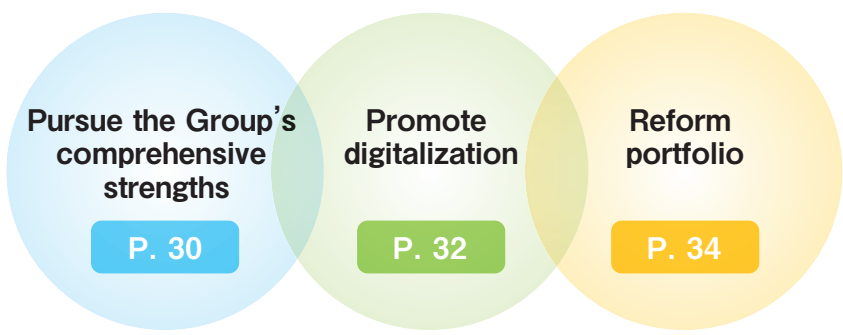 Pursue the Group's
comprehensive
strengths
P. 30
Promote
digitalization
P. 32
Reform
portfolio
P. 34